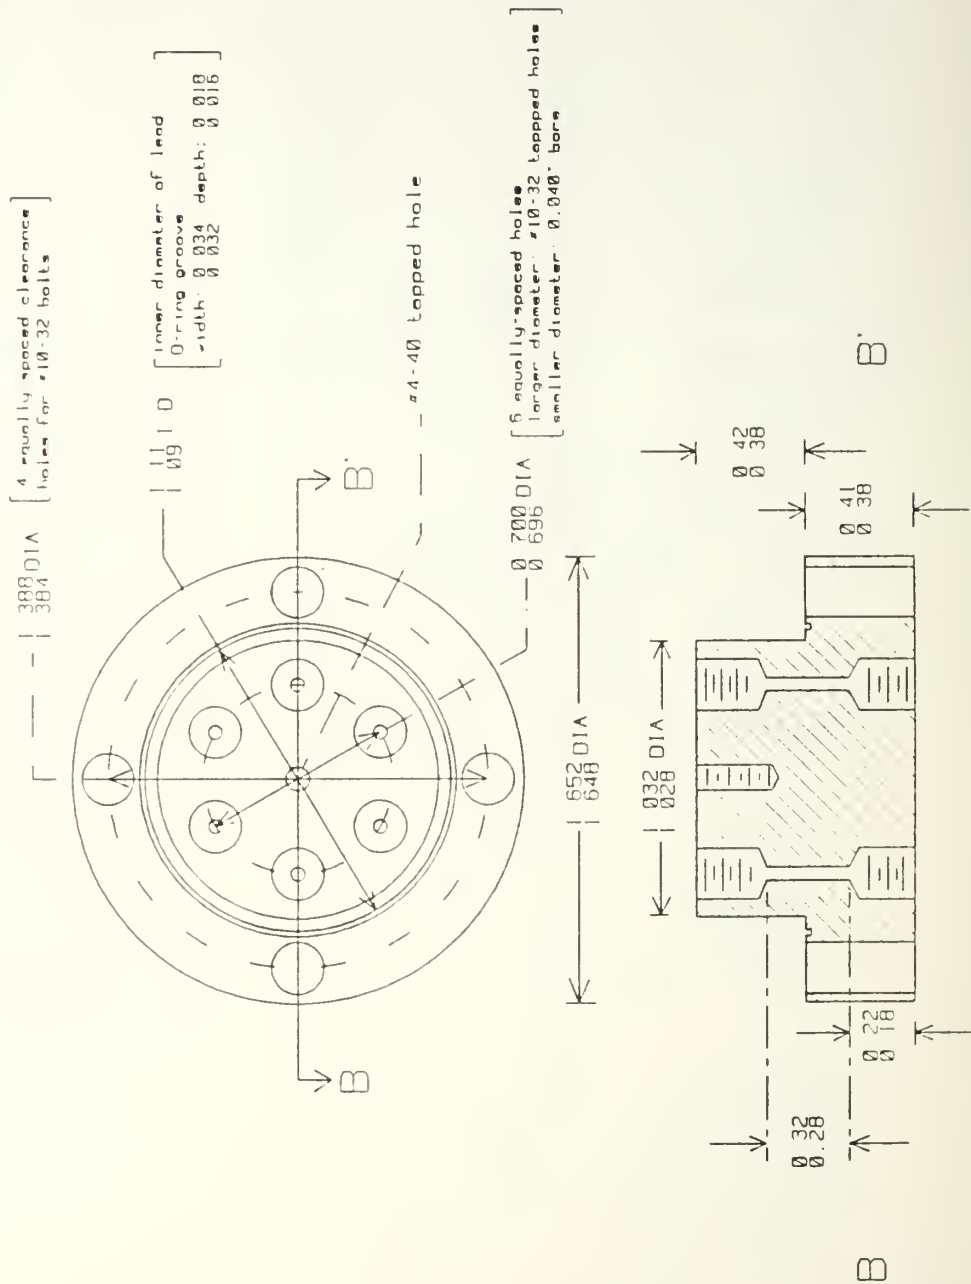 1 388 DIA
1 384
[4 equally spaced clearance
holes for #10-32 bolts]
1 11 I D
1 09
[inner diameter of lead
O-ring groove
width: 0 034 depth: 0 018
0 032 0 016]
#4-40 tapped hole
0 700 DIA
0 696
[6 equally-spaced holes
larger diameter: #10-32 tappped holes
smaller diameter: 0.040" bore]
B
B'
1 652 DIA
1 648
1 032 DIA
1 028
0 42
0 38
0 41
0 38
0 32
0.28
0 22
0 18
B
B'